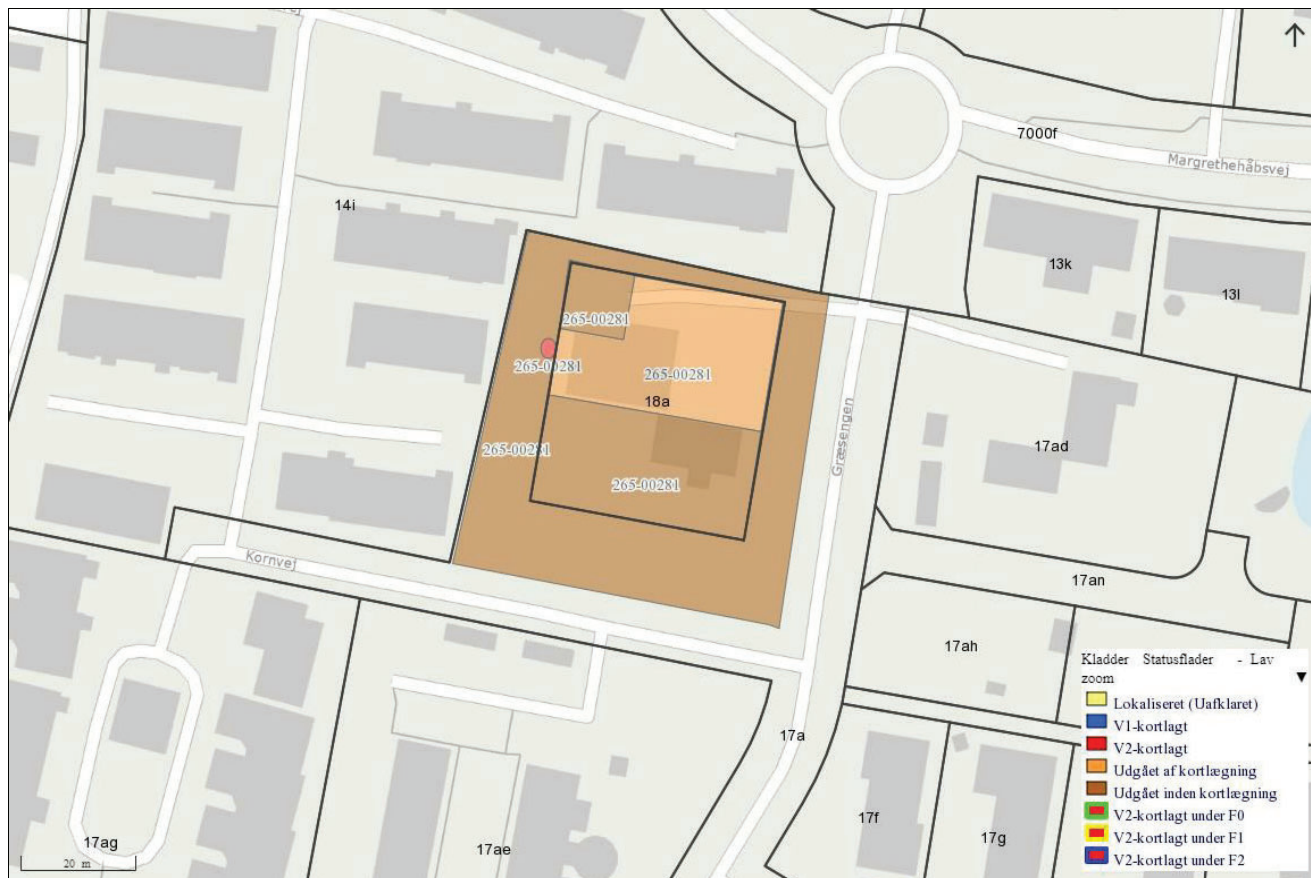 7000f
Margrethehåbsvej
14i
13k
13l
265-00281
265-00281
265-00281
18a
Græsengen
17ad
265-00281
265-00281
Kornvej
17an
17ah
Kladder Statusflader - Lav
zoom
Lokaliseret (Uafklaret)
V1-kortlagt
V2-kortlagt
Udgået af kortlægning
Udgået inden kortlægning
V2-kortlagt under F0
V2-kortlagt under F1
V2-kortlagt under F2
17a
17f
17g
17ag
17ae
20 m